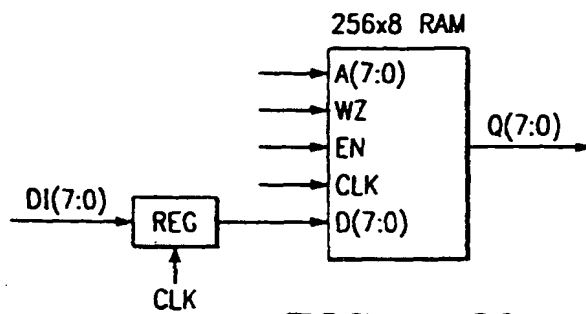 256x8 RAM
A(7:0)
WZ
EN
CLK
D(7:0)
Q(7:0)
DI(7:0)
REG
CLK